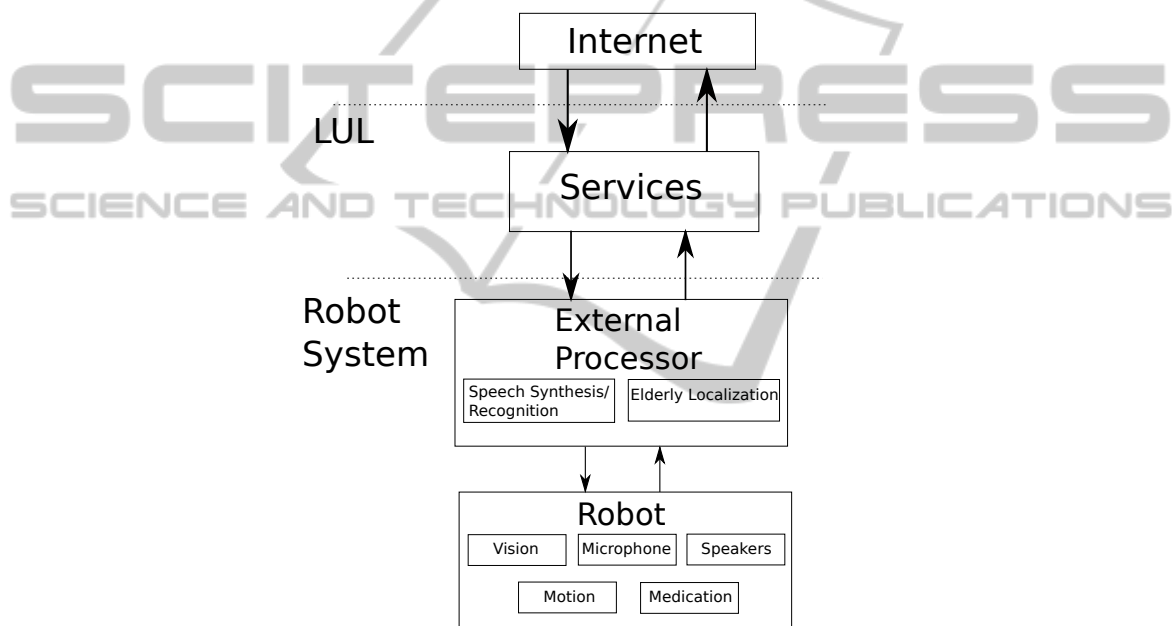 Internet
SCITEPRESS
LUL
Services
SCIENCE AND TECHNOLOGY PUBLICATIONS
Robot
System
External
Processor
Speech Synthesis/
Recognition
Elderly Localization
Robot
Vision
Microphone
Speakers
Motion
Medication